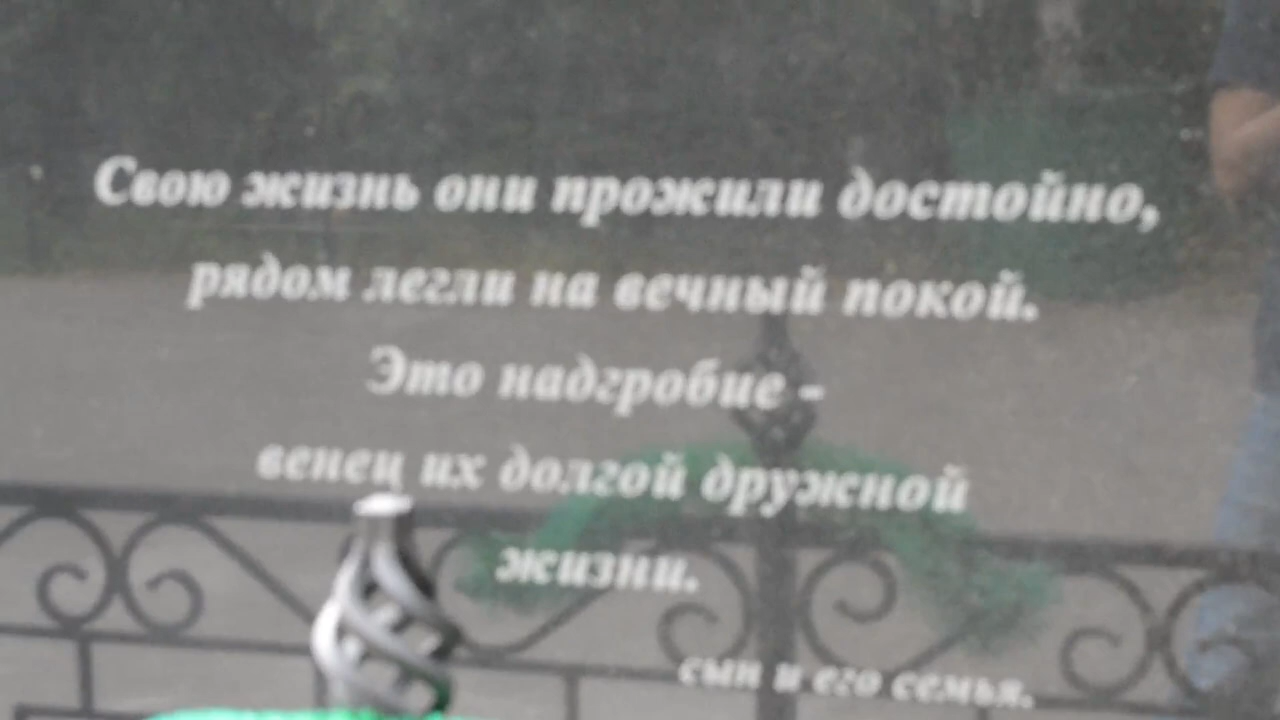 Свою жизнь они прожили достойно,
рядом легли на вечный покой.
Это надгробие -
венец их долгой дружной
жизни.
сын и его семья.